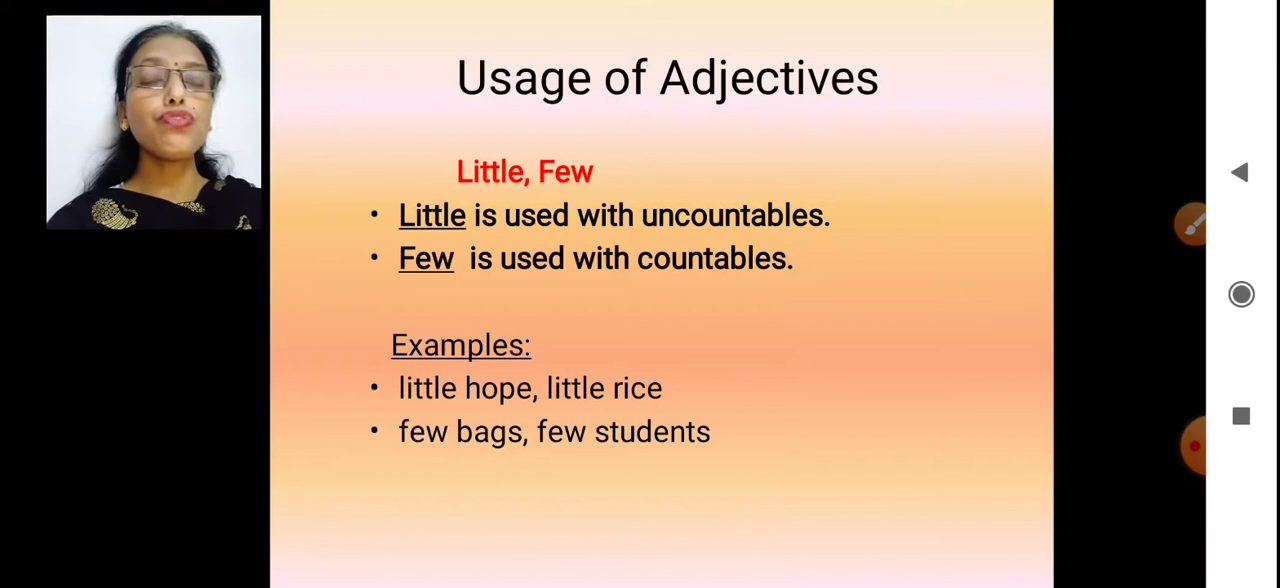 Usage of Adjectives
Little, Few
• Little is used with uncountables.
• Few is used with countables.
Examples:
• little hope, little rice
• few bags, few students